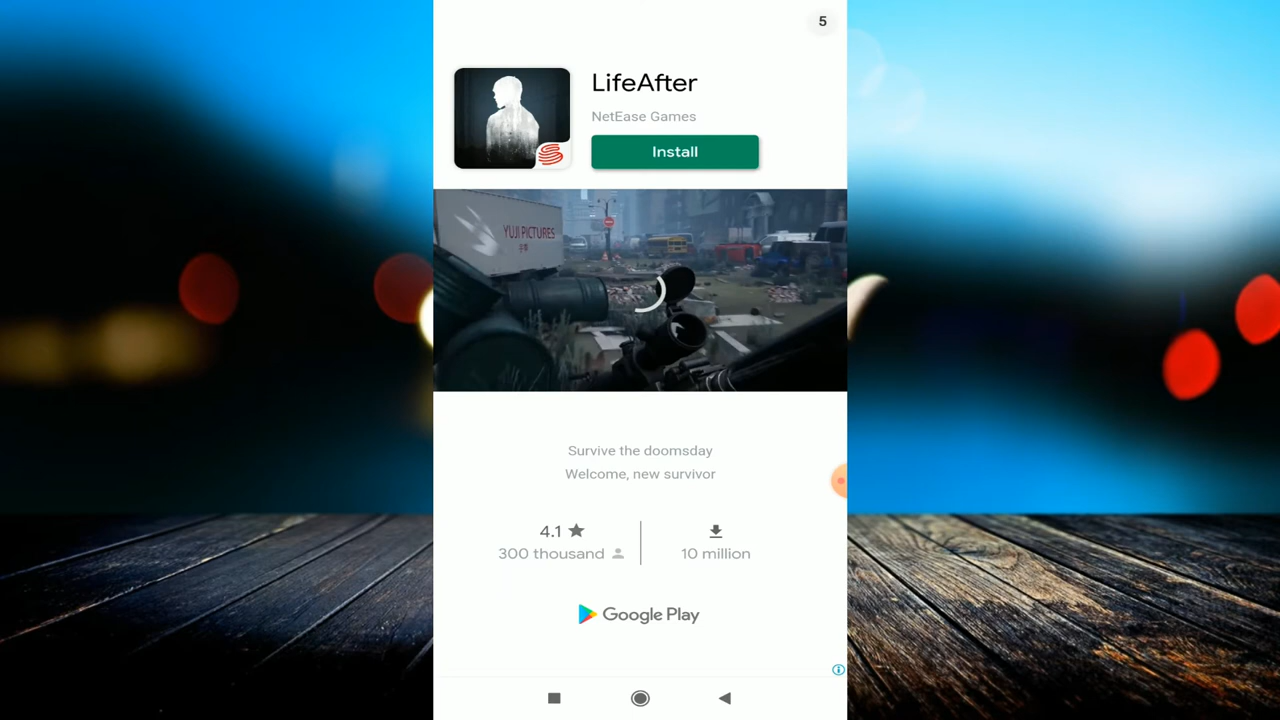 5
LifeAfter
NetEase Games
Install
YUJI PICTURES
Survive the doomsday
Welcome, new survivor
4.1
300 thousand
10 million
Google Play